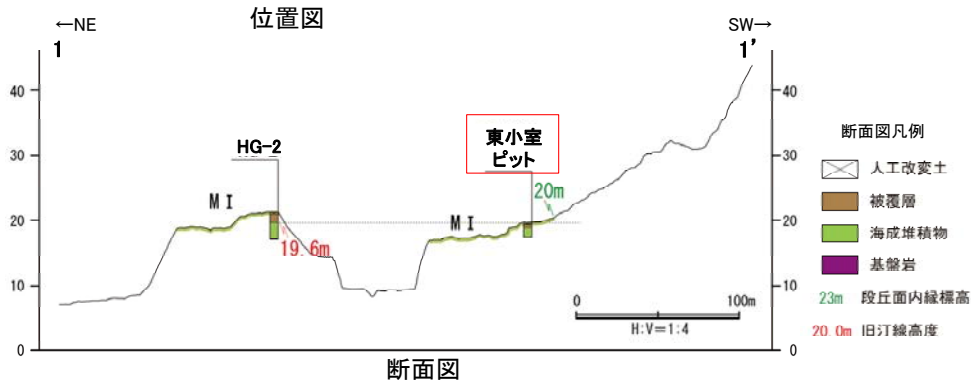 位置図
←NE
1
SW→
1'
40
30
20
10
0
40
30
20
10
0
HG-2
MⅠ
19.6m
東小室
ピット
MⅠ
20m
0
100m
H:V=1:4
断面図
断面図凡例
人工改変土
被覆層
海成堆積物
基盤岩
23m 段丘面内縁標高
20.0m 旧汀線高度